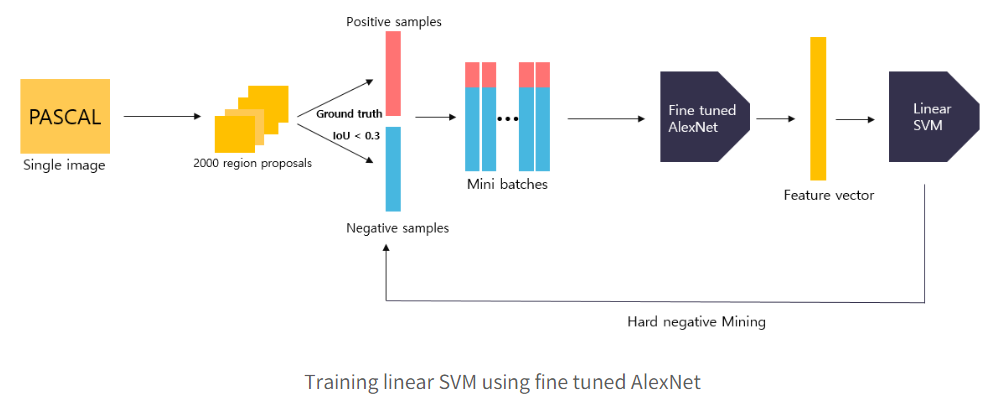 Positive samples
PASCAL
Single image
2000 region proposals
Ground truth
IoU < 0.3
Negative samples
Mini batches
Fine tuned
AlexNet
Feature vector
Linear
SVM
Hard negative Mining
Training linear SVM using fine tuned AlexNet